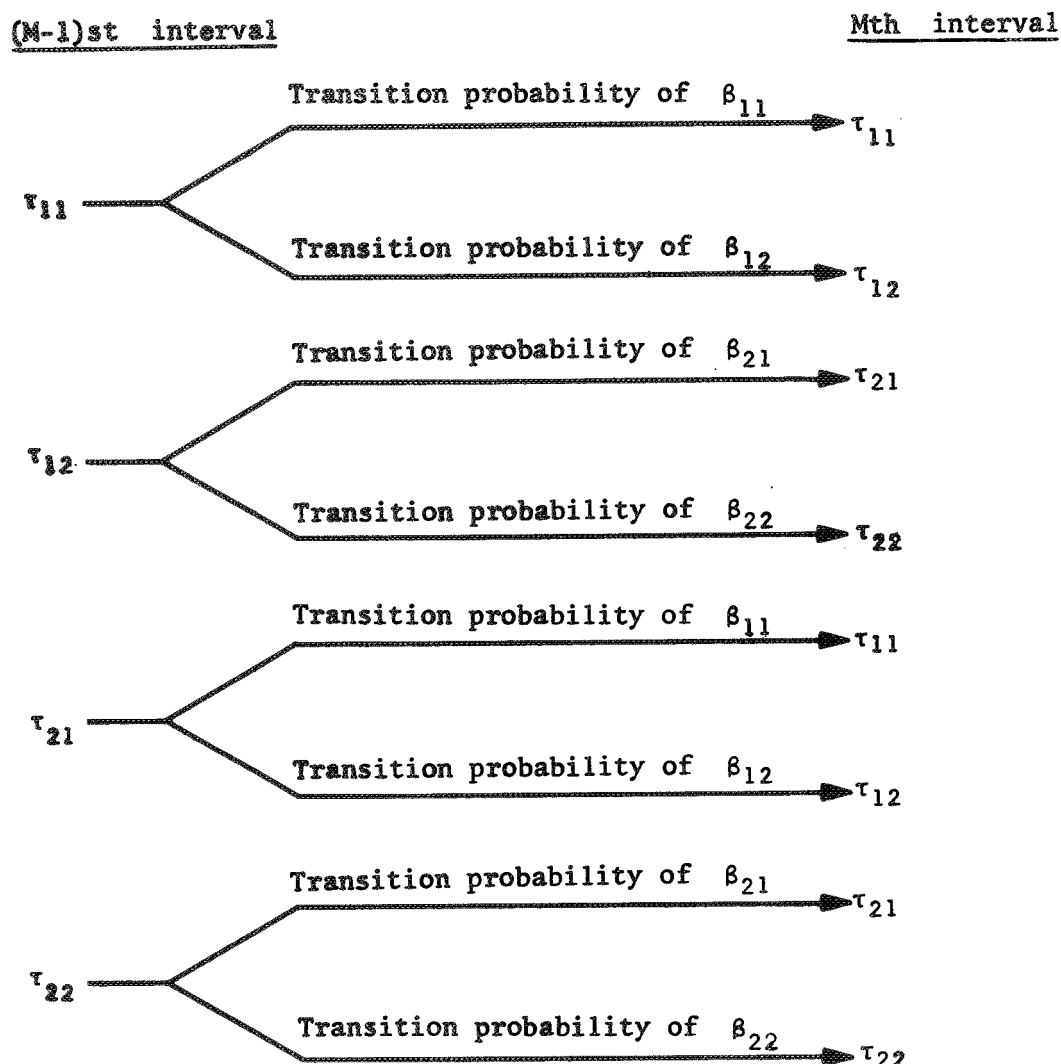 (M-1)st interval Mth interval
Transition probability of β₁₁
τ₁₁
τ₁₁
Transition probability of β₁₂
τ₁₂
Transition probability of β₂₁
τ₂₁
τ₁₂
Transition probability of β₂₂
τ₂₂
Transition probability of β₁₁
τ₁₁
τ₂₁
Transition probability of β₁₂
τ₁₂
Transition probability of β₂₁
τ₂₁
τ₂₂
Transition probability of β₂₂
τ₂₂